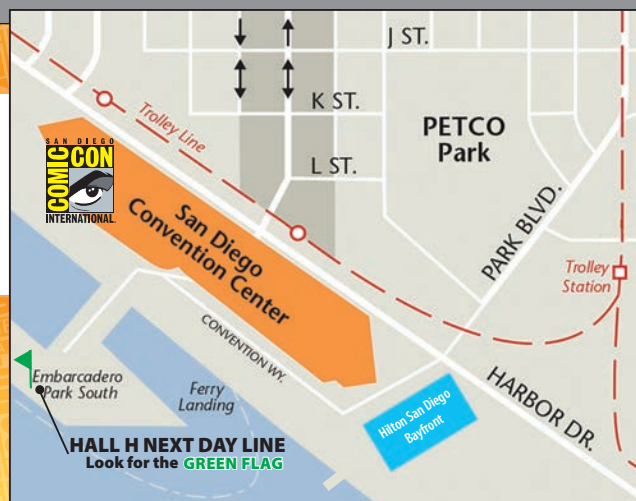 J ST.
K ST.
L ST.
Trolley Line
PETCO
Park
SAN DIEGO
COMIC
CON
INTERNATIONAL
San Diego
Convention Center
PARK BLVD.
Trolley
Station
CONVENTION WY.
HARBOR DR.
Embarcadero
Park South
Ferry
Landing
Hilton San Diego
Bayfront
HALL H NEXT DAY LINE
Look for the GREEN FLAG